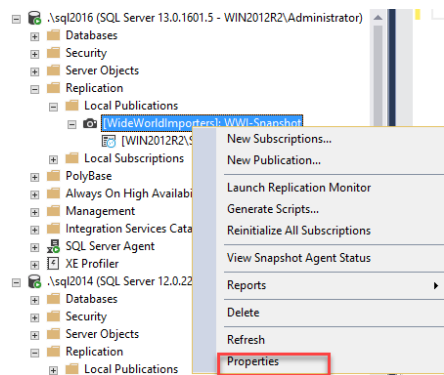 .\sql2016 (SQL Server 13.0.1601.5 - WIN2012R2\Administrator)
Databases
Security
Server Objects
Replication
Local Publications
[WideWorldImporters]: WWI-Snapshot
[WIN2012R2\S
Local Subscriptions
PolyBase
Always On High Availabi
Management
Integration Services Cata
SQL Server Agent
XE Profiler
.\sql2014 (SQL Server 12.0.22
Databases
Security
Server Objects
Replication
Local Publications
New Subscriptions...
New Publication...
Launch Replication Monitor
Generate Scripts...
Reinitialize All Subscriptions
View Snapshot Agent Status
Reports
Delete
Refresh
Properties